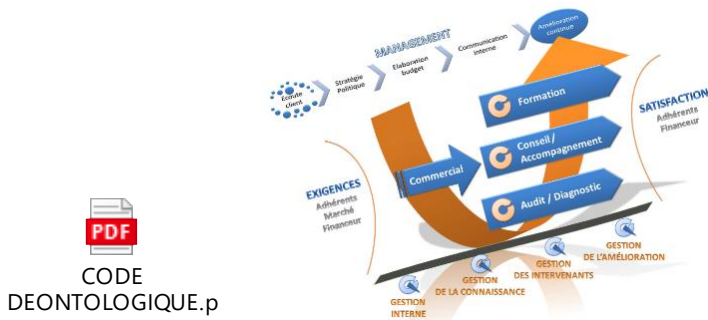 MANAGEMENT
Ecoute
client
Stratégie
Politique
Elaboration
budget
Communication
interne
Amélioration
continue
Formation
Conseil /
Accompagnement
Audit / Diagnostic
Commercial
EXIGENCES
Adhérents
Marché
Financeur
SATISFACTION
Adhérents
Financeur
GESTION
INTERNE
GESTION
DE LA CONNAISSANCE
GESTION
DES INTERVENANTS
GESTION
DE L'AMÉLIORATION
PDF
CODE
DEONTOLOGIQUE.p